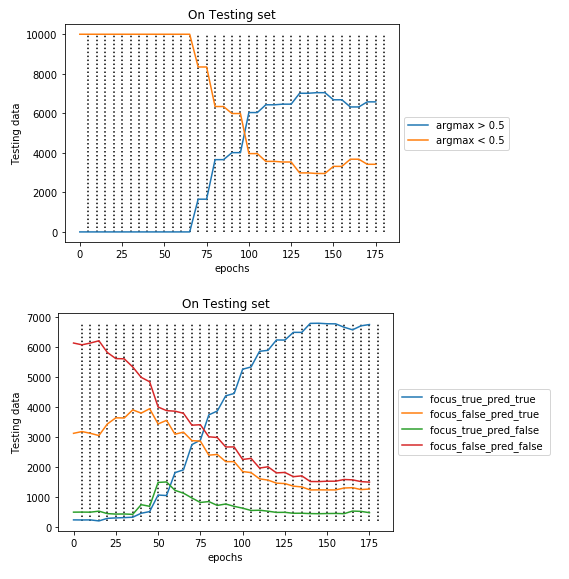 On Testing set
10000
8000
6000
4000
2000
0
Testing data
0 25 50 75 100 125 150 175
epochs
argmax > 0.5
argmax < 0.5
On Testing set
7000
6000
5000
4000
3000
2000
1000
0
Testing data
0 25 50 75 100 125 150 175
epochs
focus_true_pred_true
focus_false_pred_true
focus_true_pred_false
focus_false_pred_false